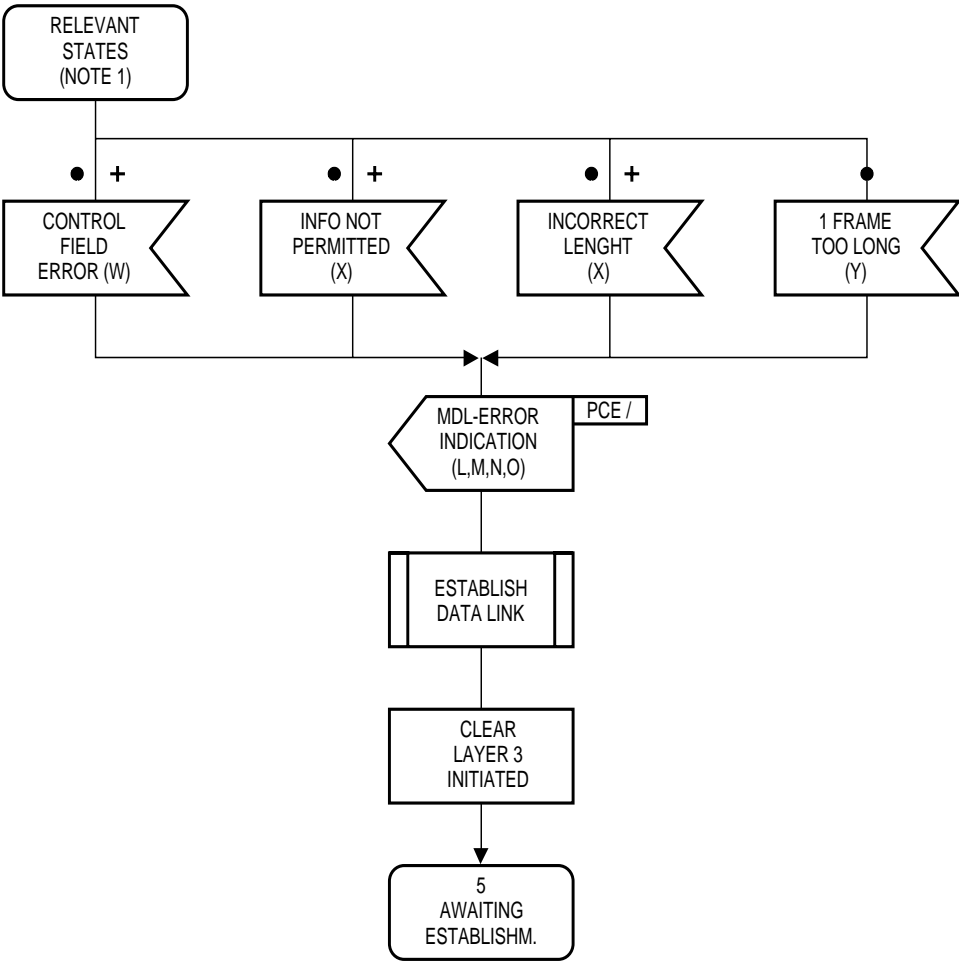 RELEVANT
STATES
(NOTE 1)
+
+
+
CONTROL
FIELD
ERROR (W)
INFO NOT
PERMITTED
(X)
INCORRECT
LENGHT
(X)
1 FRAME
TOO LONG
(Y)
MDL-ERROR
INDICATION
(L,M,N,O)
PCE /
ESTABLISH
DATA LINK
CLEAR
LAYER 3
INITIATED
5
AWAITING
ESTABLISHM.